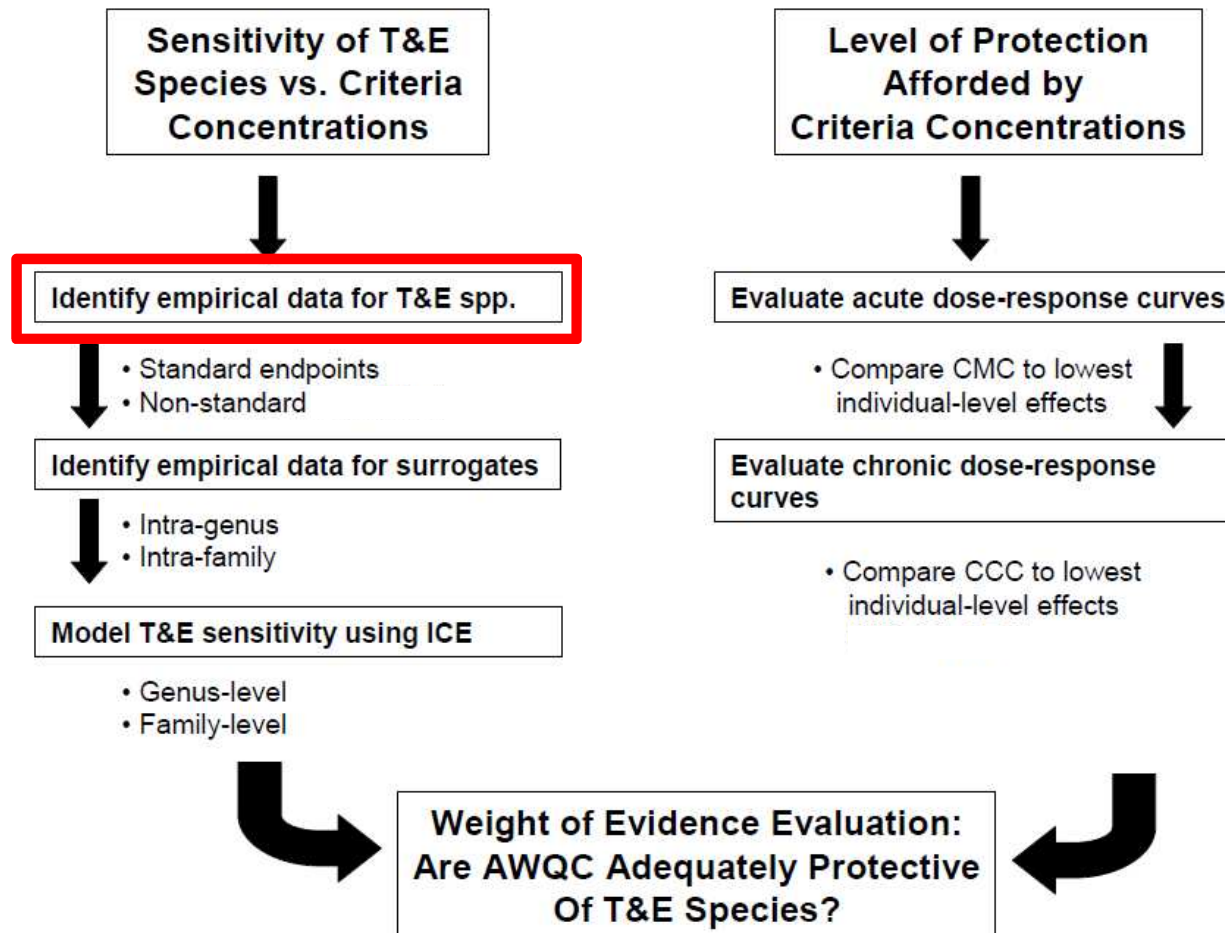 Sensitivity of T&E
Species vs. Criteria
Concentrations
Identify empirical data for T&E spp.
• Standard endpoints
• Non-standard
Identify empirical data for surrogates
• Intra-genus
• Intra-family
Model T&E sensitivity using ICE
• Genus-level
• Family-level
Level of Protection
Afforded by
Criteria Concentrations
Evaluate acute dose-response curves
• Compare CMC to lowest
individual-level effects
Evaluate chronic dose-response
curves
• Compare CCC to lowest
individual-level effects
Weight of Evidence Evaluation:
Are AWQC Adequately Protective
Of T&E Species?